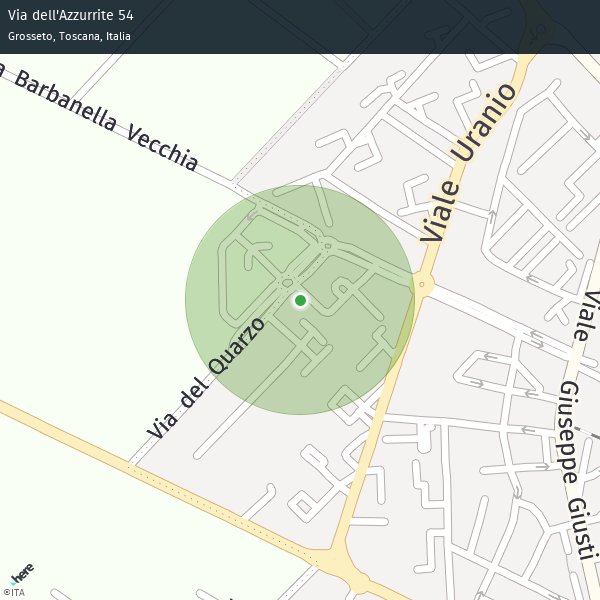 Via dell'Azzurrite 54
Grosseto, Toscana, Italia
a Barbanella Vecchia
Viale Uranio
Viale Giuseppe Giusti
Via del Quarzo
here
©ITA